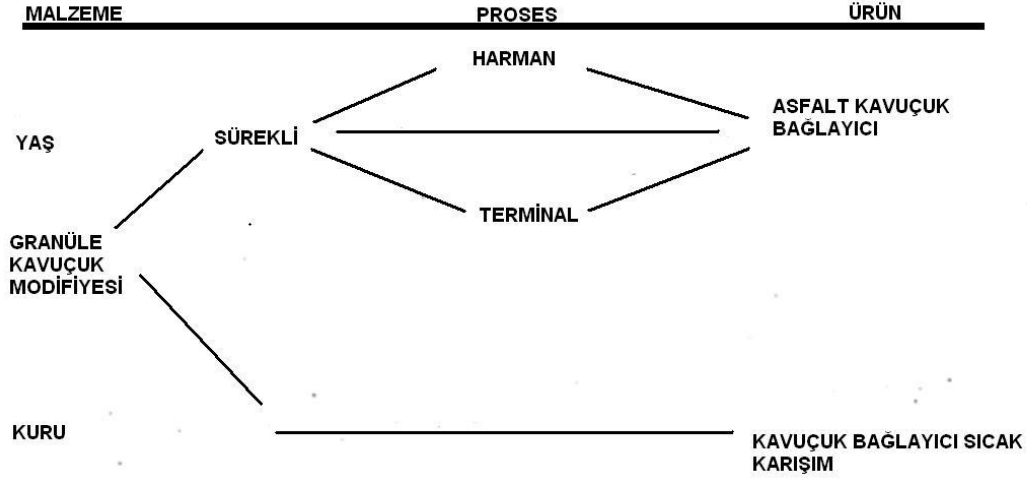 MALZEME PROSES ÜRÜN
HARMAN
ASFALT KAVUÇUK
BAĞLAYICI
YAŞ SÜREKLİ
TERMİNAL
GRANÜLE
KAVUÇUK
MODİFİYESİ
KURU
KAVUÇUK BAĞLAYICI SICAK
KARIŞIM